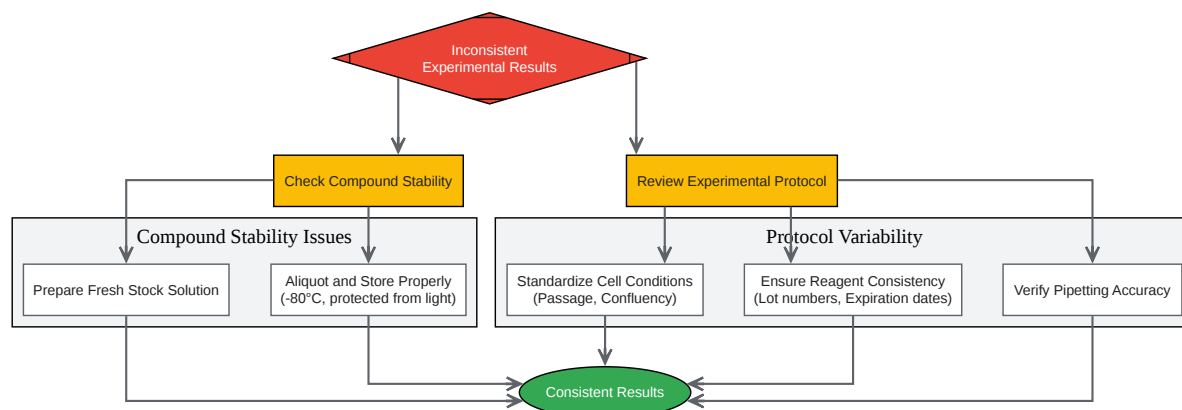 Inconsistent
Experimental Results
Check Compound Stability
Review Experimental Protocol
Compound Stability Issues
Protocol Variability
Prepare Fresh Stock Solution
Aliquot and Store Properly
(-80°C, protected from light)
Standardize Cell Conditions
(Passage, Confluency)
Ensure Reagent Consistency
(Lot numbers, Expiration dates)
Verify Pipetting Accuracy
Consistent Results